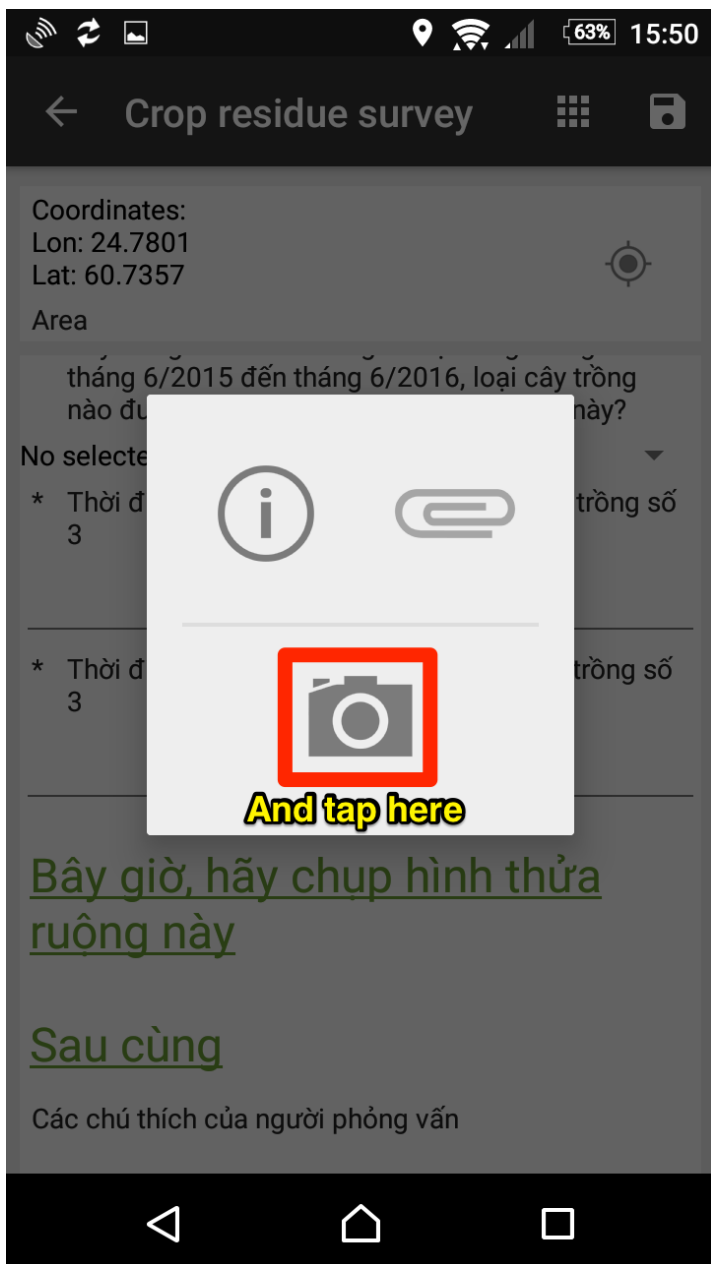 63% 15:50
Crop residue survey
Coordinates:
Lon: 24.7801
Lat: 60.7357
Area
tháng 6/2015 đến tháng 6/2016, loại cây trồng
nào này?
No
* Thời trồng số
3
* Thời trồng số
3
And tap here
Bây giờ, hãy chụp hình thửa
ruộng này
Sau cùng
Các chú thích của người phỏng vấn